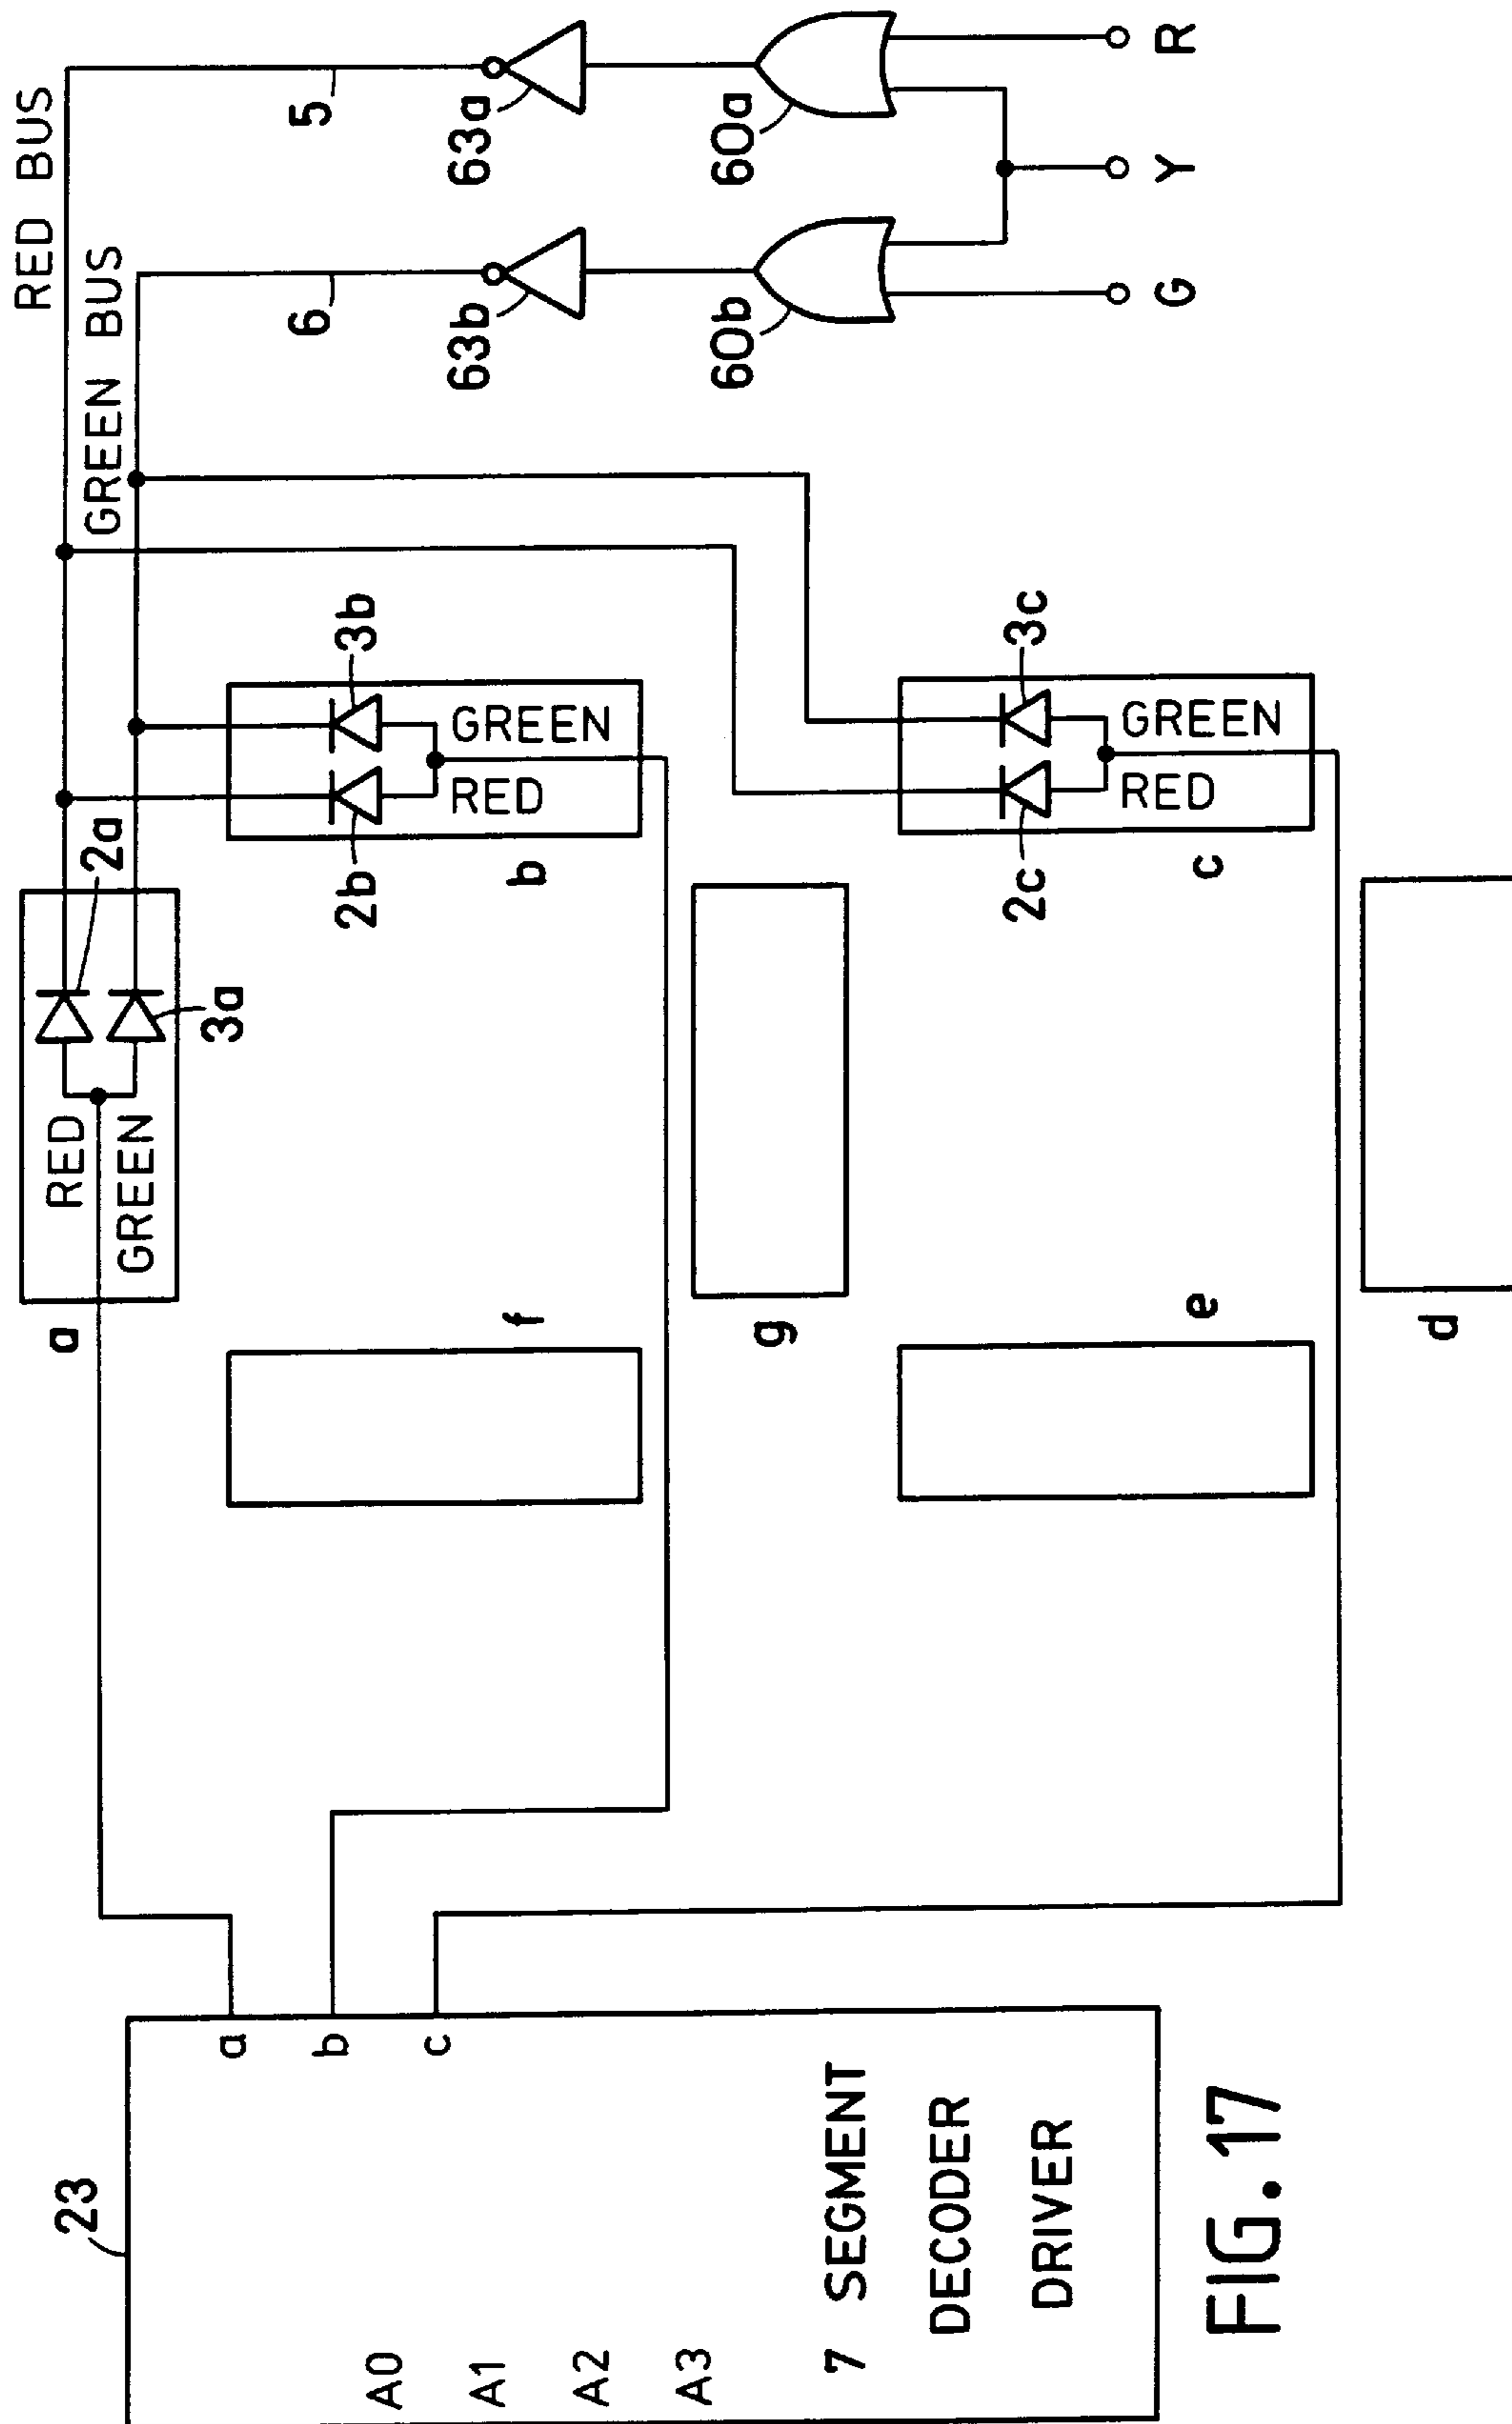 23
A0
A1
A2
A3
a
b
c
7 SEGMENT
DECODER
DRIVER
a
RED
GREEN
2a
3a
f
g
e
d
b
2b
3b
RED
GREEN
c
2c
3c
RED
GREEN
RED BUS
GREEN BUS
5
6
63a
63b
60a
60b
G
Y
R
FIG. 17